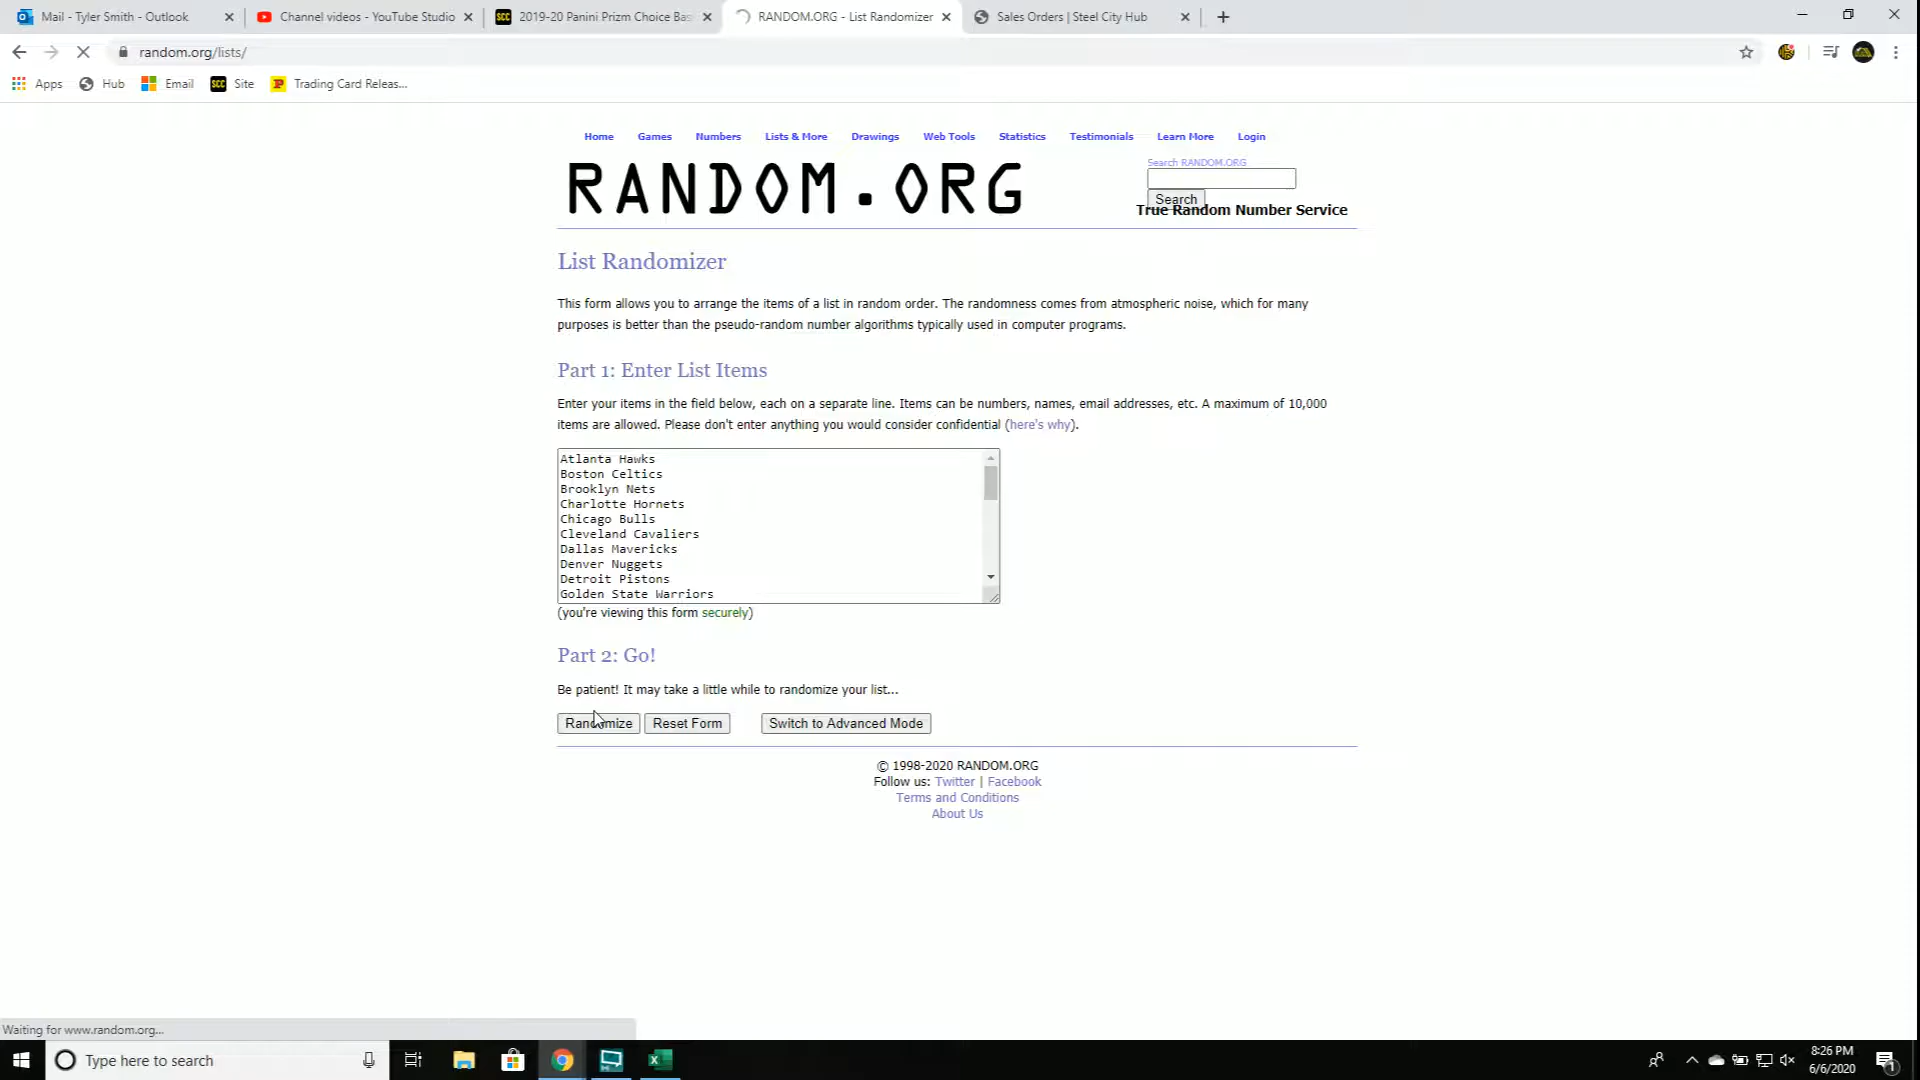 Mail - Tyler Smith - Outlook
Channel videos - YouTube Studio
SCC 2019-20 Panini Prizm Choice Bas
RANDOM.ORG - List Randomizer
Sales Orders | Steel City Hub
random.org/lists/
Apps
Hub
Email
SCC Site
Trading Card Releas...
Home Games Numbers Lists & More Drawings Web Tools Statistics Testimonials Learn More Login
RANDOM.ORG
Search RANDOM.ORG
Search
True Random Number Service
List Randomizer
This form allows you to arrange the items of a list in random order. The randomness comes from atmospheric noise, which for many
purposes is better than the pseudo-random number algorithms typically used in computer programs.
Part 1: Enter List Items
Enter your items in the field below, each on a separate line. Items can be numbers, names, email addresses, etc. A maximum of 10,000
items are allowed. Please don't enter anything you would consider confidential (here's why).
Atlanta Hawks
Boston Celtics
Brooklyn Nets
Charlotte Hornets
Chicago Bulls
Cleveland Cavaliers
Dallas Mavericks
Denver Nuggets
Detroit Pistons
Golden State Warriors
(you're viewing this form securely)
Part 2: Go!
Be patient! It may take a little while to randomize your list...
Randomize Reset Form Switch to Advanced Mode
© 1998-2020 RANDOM.ORG
Follow us: Twitter | Facebook
Terms and Conditions
About Us
Waiting for www.random.org...
Type here to search
8:26 PM
6/6/2020
1